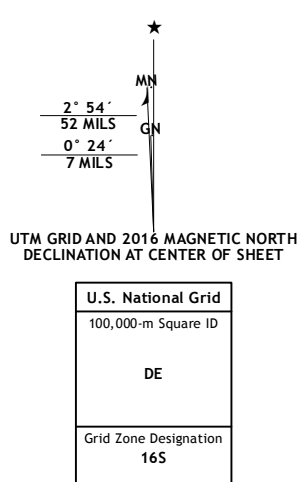 ★
MN
2° 54´
52 MILS
GN
0° 24´
7 MILS
UTM GRID AND 2016 MAGNETIC NORTH
DECLINATION AT CENTER OF SHEET
U.S. National Grid
100,000-m Square ID
DE
Grid Zone Designation
16S